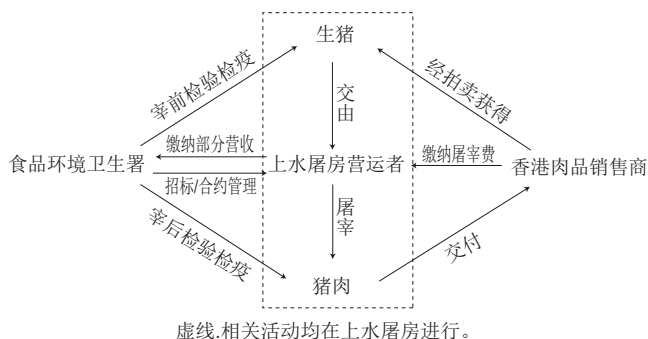 生猪
宰前检验检疫
交由
经拍卖获得
食品环境卫生署
缴纳部分营收
招标/合约管理
上水屠房营运者
缴纳屠宰费
香港肉品销售商
宰后检验检疫
屠宰
交付
猪肉
虚线.相关活动均在上水屠房进行。